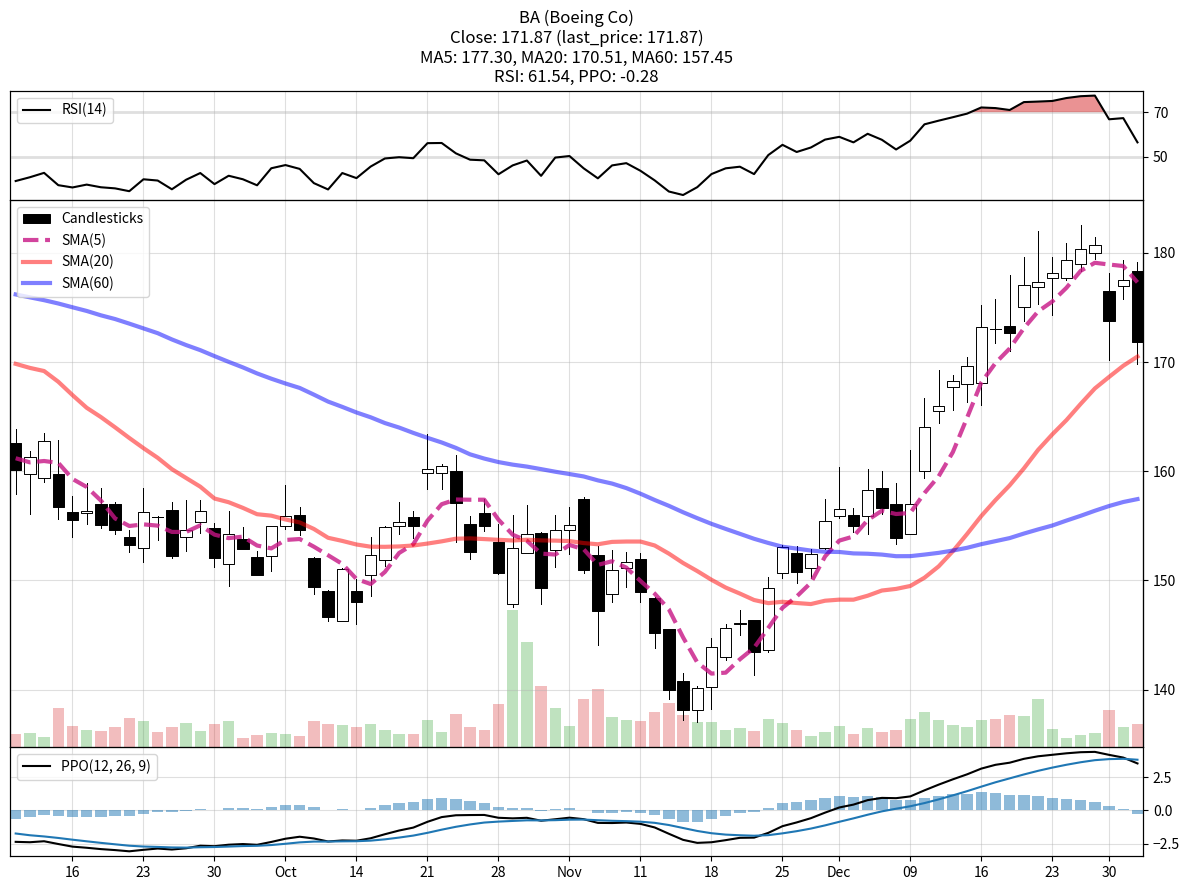 BA (Boeing Co)
Close: 171.87 (last_price: 171.87)
MA5: 177.30, MA20: 170.51, MA60: 157.45
RSI: 61.54, PPO: -0.28
RSI(14)
70
50
Candlesticks
SMA(5)
SMA(20)
SMA(60)
180
170
160
150
140
PPO(12, 26, 9)
2.5
0.0
−2.5
16 23 30 Oct 14 21 28 Nov 11 18 25 Dec 09 16 23 30